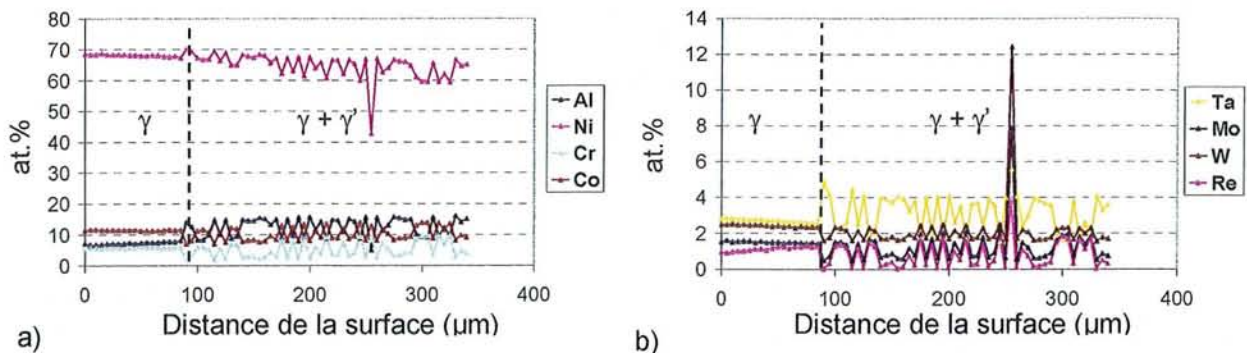 80
70
60
50
40
30
20
10
0
at.%
γ
γ + γ'
Al
Ni
Cr
Co
0 100 200 300 400
Distance de la surface (µm)
a)
14
12
10
8
6
4
2
0
at.%
γ
γ + γ'
Ta
Mo
W
Re
0 100 200 300 400
Distance de la surface (µm)
b)